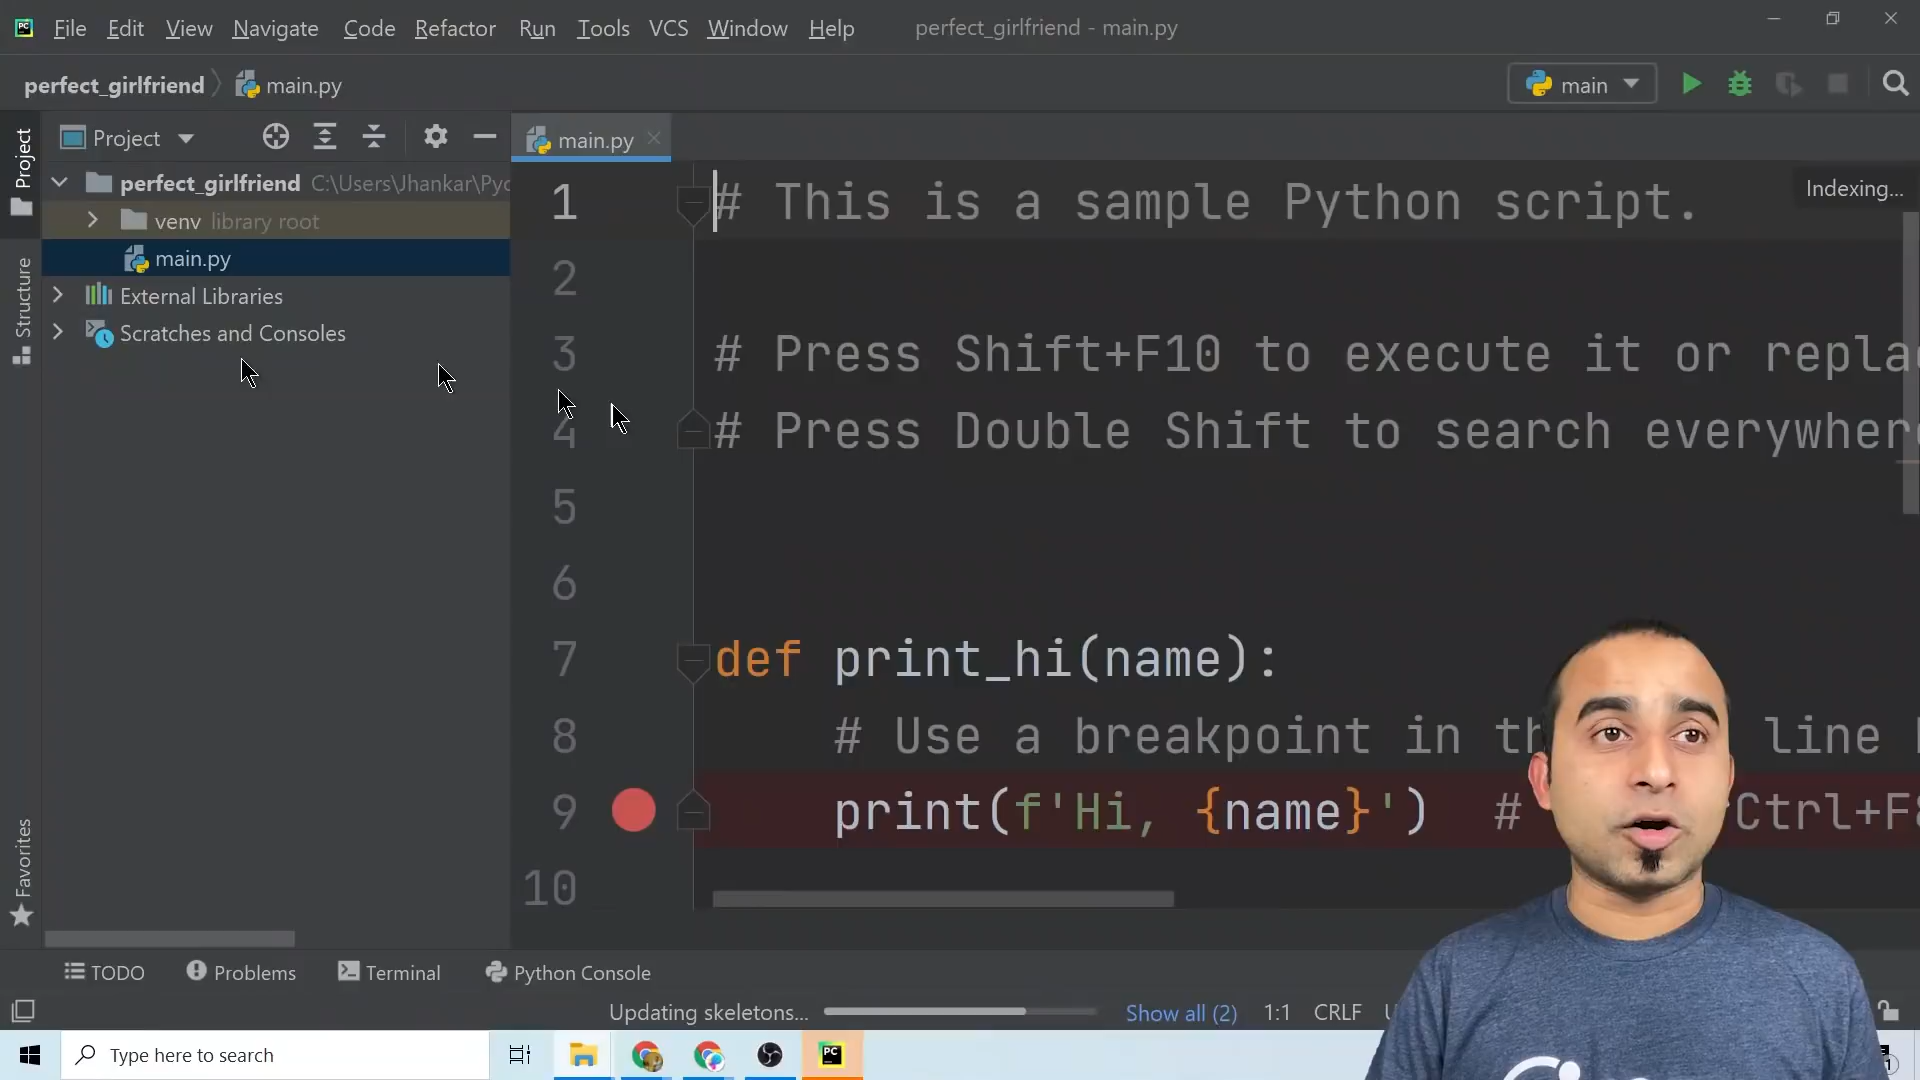 File Edit View Navigate Code Refactor Run Tools VCS Window Help perfect_girlfriend - main.py
perfect_girlfriend main.py main
Project
main.py
Project
Structure
Favorites
perfect_girlfriend C:\Users\Jhankar\Pyc
venv library root
main.py
External Libraries
Scratches and Consoles
Indexing...
1 # This is a sample Python script.
2
3 # Press Shift+F10 to execute it or repla
4 # Press Double Shift to search everywher
5
6
7 def print_hi(name):
8 # Use a breakpoint in th line
9 print(f'Hi, {name}') # Ctrl+F8
10
TODO Problems Terminal Python Console
Updating skeletons... Show all (2) 1:1 CRLF
Type here to search